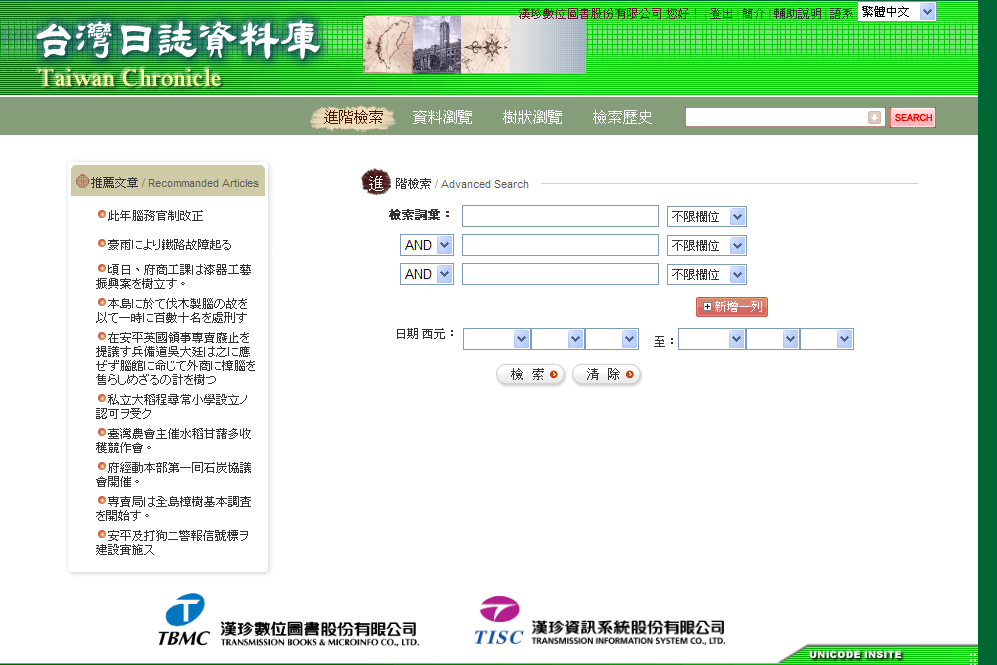 漢珍數位圖書股份有限公司 您好！ | 登出 | 簡介 | 輔助說明 | 語系 繁體中文
台灣日誌資料庫
Taiwan Chronicle
進階檢索 資料瀏覽 樹狀瀏覽 檢索歷史 SEARCH
推薦文章 / Recommanded Articles
此年腦務官制改正
豪雨により鐵路故障起る
頃日、府商工課は漆器工藝
振興案を樹立す。
本島に於て伐木製腦の故を
以て一時に百數十名を處刑す
在安平英國領事專賣廢止を
提議す兵備道吳大廷は之に應
ぜず腦館に命じて外商に樟腦を
售らしめざるの計を樹つ
私立大稻程尋常小學設立ノ
認可ヲ受ク
臺灣農會主催水稻甘藷多收
穫競作會。
府經動本部第一回石炭協議
會開催。
專賣局は全島樟樹基本調査
を開始す。
安平及打狗二警報信號標ヲ
建設實施ス
進階檢索 / Advanced Search
檢索詞彙： 不限欄位
AND 不限欄位
AND 不限欄位
新增一列
日期 西元： 至：
檢 索 清 除
TBMC 漢珍數位圖書股份有限公司
TRANSMISSION BOOKS & MICROINFO CO., LTD.
TISC 漢珍資訊系統股份有限公司
TRANSMISSION INFORMATION SYSTEM CO., LTD.
UNICODE INSITE